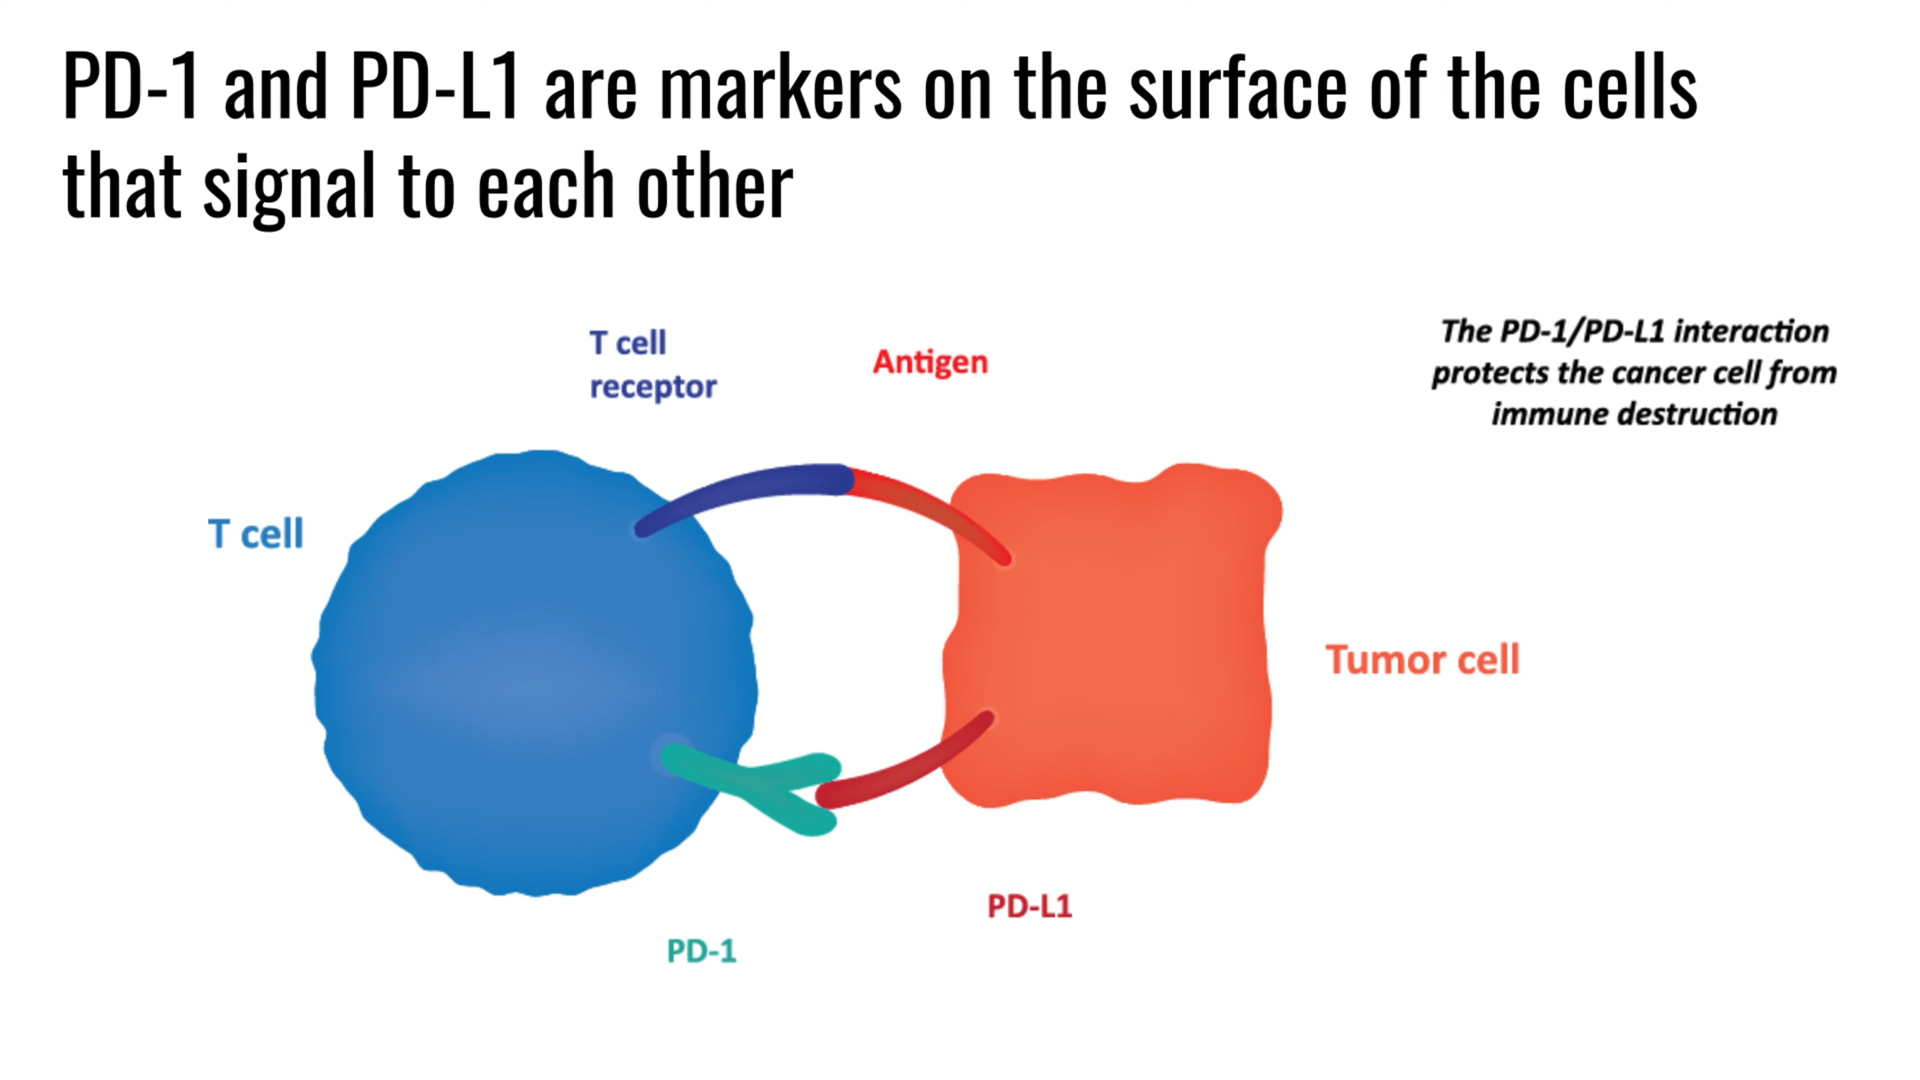 PD-1 and PD-L1 are markers on the surface of the cells
that signal to each other
T cell
receptor
Antigen
The PD-1/PD-L1 interaction
protects the cancer cell from
immune destruction
T cell
Tumor cell
PD-L1
PD-1